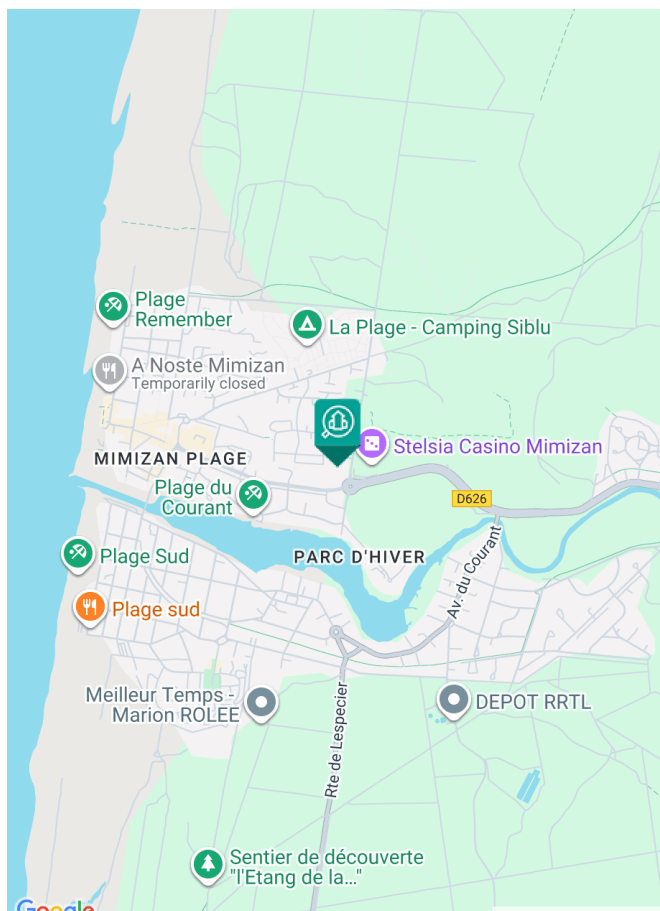 Plage
Remember
La Plage - Camping Siblu
A Noste Mimizan
Temporarily closed
Stelsia Casino Mimizan
MIMIZAN PLAGE
Plage du
Courant
D626
PARC D'HIVER
Av. du Courant
Plage Sud
Plage sud
Meilleur Temps -
Marion ROLEE
DEPOT RRTL
Rte de Lespecier
Sentier de découverte
"l'Etang de la..."
Google